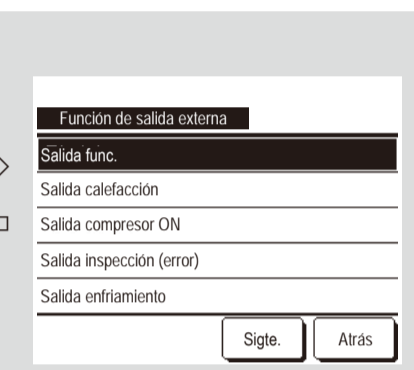 Función de salida externa
Salida func.
Salida calefacción
Salida compresor ON
Salida inspección (error)
Salida enfriamiento
Sigte. Atrás